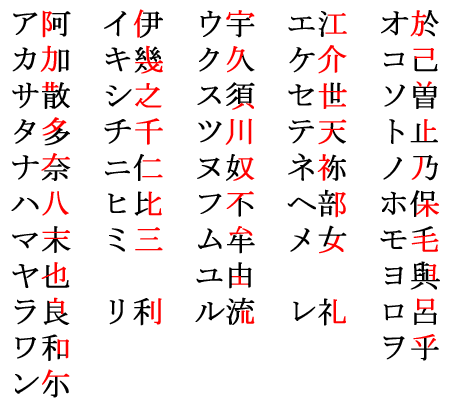 ア阿 イ伊 ウ宇 エ江 オ於
カ加 キ幾 ク久 ケ介 コ己
サ散 シ之 ス須 セ世 ソ曽
タ多 チ千 ツ川 テ天 ト止
ナ奈 ニ仁 ヌ奴 ネ祢 ノ乃
ハ八 ヒ比 フ不 ヘ部 ホ保
マ末 ミ三 ム牟 メ女 モ毛
ヤ也 ユ由 ヨ與
ラ良 リ利 ル流 レ礼 ロ呂
ワ和 ヲ乎
ン尓